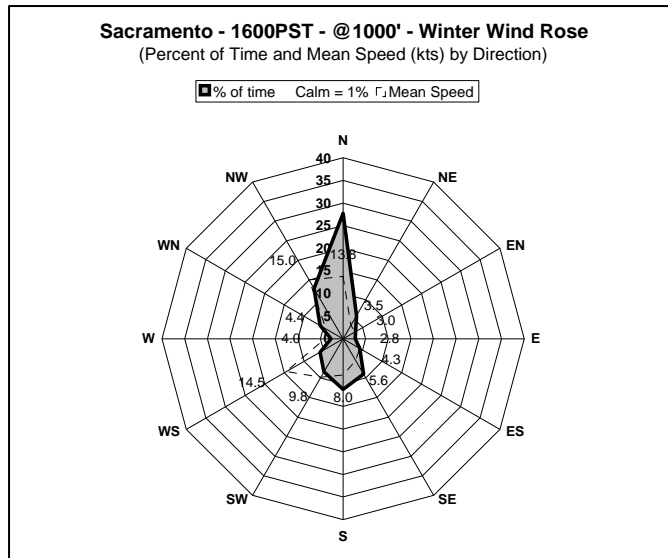 Sacramento - 1600PST - @1000' - Winter Wind Rose
(Percent of Time and Mean Speed (kts) by Direction)
% of time Calm = 1% Mean Speed
N
40
NW
35
NE
30
25
WN
20
13.8
EN
15.0
15
10
3.5
4.4
5
3.0
W
4.0
0
2.8
E
4.3
14.5
5.6
9.8
8.0
WS
ES
SW
SE
S